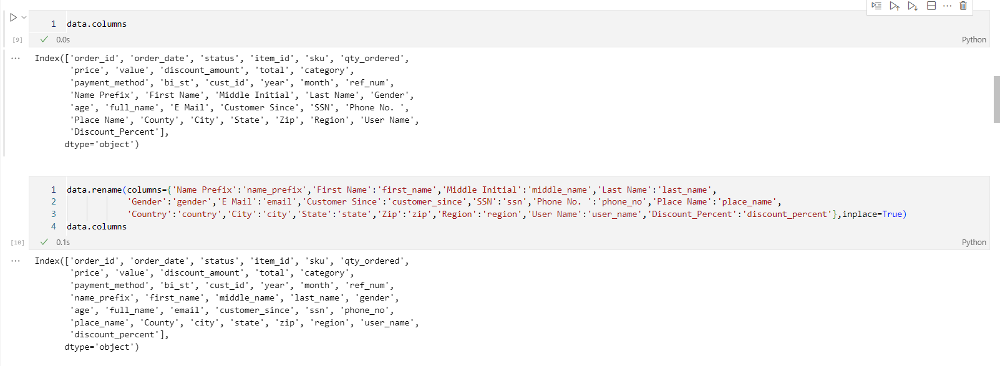 1 data.columns
[9] 0.0s Python
... Index(['order_id', 'order_date', 'status', 'item_id', 'sku', 'qty_ordered',
'price', 'value', 'discount_amount', 'total', 'category',
'payment_method', 'bi_st', 'cust_id', 'year', 'month', 'ref_num',
'Name Prefix', 'First Name', 'Middle Initial', 'Last Name', 'Gender',
'age', 'full_name', 'E Mail', 'Customer Since', 'SSN', 'Phone No. ',
'Place Name', 'County', 'City', 'State', 'Zip', 'Region', 'User Name',
'Discount_Percent'],
dtype='object')
1 data.rename(columns={'Name Prefix':'name_prefix','First Name':'first_name','Middle Initial':'middle_name','Last Name':'last_name',
2 'Gender':'gender','E Mail':'email','Customer Since':'customer_since','SSN':'ssn','Phone No. ':'phone_no','Place Name':'place_name',
3 'Country':'country','City':'city','State':'state','Zip':'zip','Region':'region','User Name':'user_name','Discount_Percent':'discount_percent'},inplace=True)
4 data.columns
[10] 0.1s Python
... Index(['order_id', 'order_date', 'status', 'item_id', 'sku', 'qty_ordered',
'price', 'value', 'discount_amount', 'total', 'category',
'payment_method', 'bi_st', 'cust_id', 'year', 'month', 'ref_num',
'name_prefix', 'first_name', 'middle_name', 'last_name', 'gender',
'age', 'full_name', 'email', 'customer_since', 'ssn', 'phone_no',
'place_name', 'County', 'city', 'state', 'zip', 'region', 'user_name',
'discount_percent'],
dtype='object')